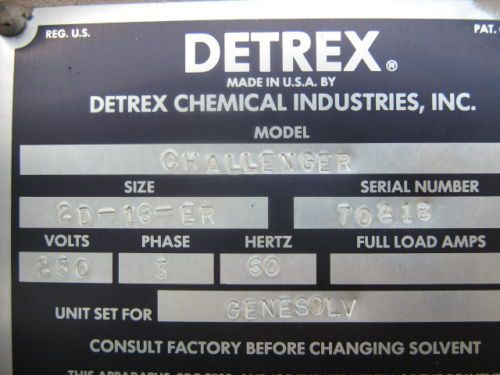 REG. U.S.
PAT.
DETREX®
MADE IN U.S.A. BY
DETREX CHEMICAL INDUSTRIES, INC.
MODEL
CHALLENGER
SIZE SERIAL NUMBER
2D-16-ER 70218
VOLTS PHASE HERTZ FULL LOAD AMPS
230 3 60
UNIT SET FOR GENESOLV
CONSULT FACTORY BEFORE CHANGING SOLVENT